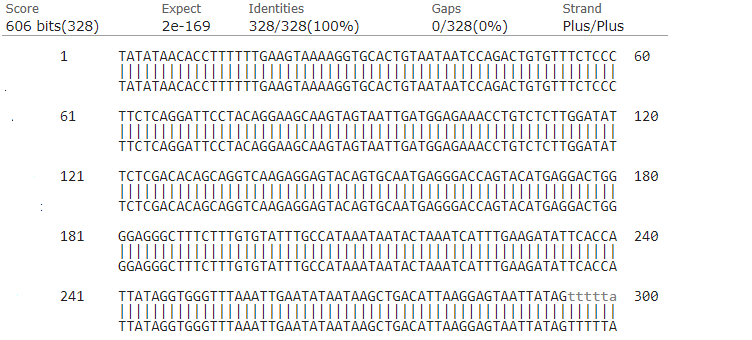 Score Expect Identities Gaps Strand
606 bits(328) 2e-169 328/328(100%) 0/328(0%) Plus/Plus
1 TATATAACACCTTTTTTGAAGTAAAAGGTGCACTGTAATAATCCAGACTGTGTTTCTCCC 60
TATATAACACCTTTTTTGAAGTAAAAGGTGCACTGTAATAATCCAGACTGTGTTTCTCCC
61 TTCTCAGGATTCCTACAGGAAGCAAGTAGTAATTGATGGAGAAACCTGTCTCTTGGATAT 120
TTCTCAGGATTCCTACAGGAAGCAAGTAGTAATTGATGGAGAAACCTGTCTCTTGGATAT
121 TCTCGACACAGCAGGTCAAGAGGAGTACAGTGCAATGAGGGACCAGTACATGAGGACTGG 180
TCTCGACACAGCAGGTCAAGAGGAGTACAGTGCAATGAGGGACCAGTACATGAGGACTGG
181 GGAGGGCTTTCTTTGTGTATTTGCCATAAATAATACTAAATCATTTGAAGATATTCACCA 240
GGAGGGCTTTCTTTGTGTATTTGCCATAAATAATACTAAATCATTTGAAGATATTCACCA
241 TTATAGGTGGGTTTAAATTGAATATAATAAGCTGACATTAAGGAGTAATTATAGttttta 300
TTATAGGTGGGTTTAAATTGAATATAATAAGCTGACATTAAGGAGTAATTATAGTTTTTA